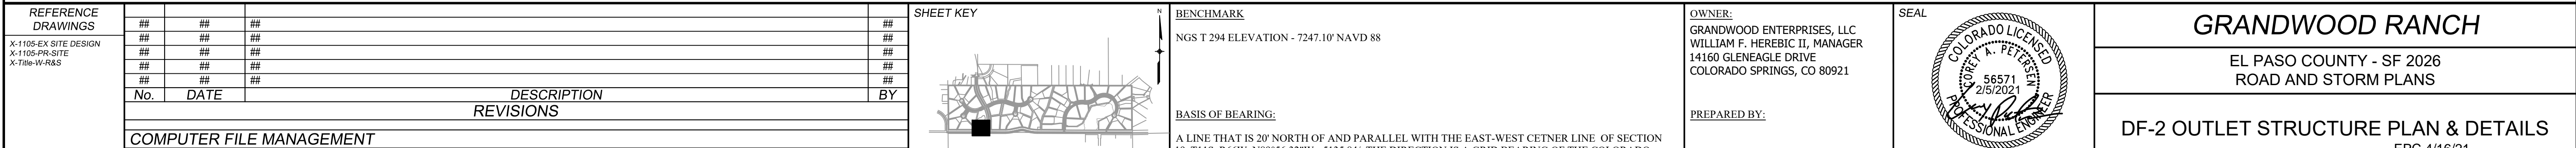 REFERENCE
DRAWINGS
X-1105-EX SITE DESIGN
X-1105-PR-SITE
X-Title-W-R&S
## ## ## ##
## ## ## ##
## ## ## ##
## ## ## ##
## ## ## ##
No. DATE DESCRIPTION BY
REVISIONS
COMPUTER FILE MANAGEMENT
SHEET KEY
N
BENCHMARK
NGS T 294 ELEVATION - 7247.10' NAVD 88
BASIS OF BEARING:
A LINE THAT IS 20' NORTH OF AND PARALLEL WITH THE EAST-WEST CETNER LINE OF SECTION
OWNER:
GRANDWOOD ENTERPRISES, LLC
WILLIAM F. HEREBIC II, MANAGER
14160 GLENEAGLE DRIVE
COLORADO SPRINGS, CO 80921
PREPARED BY:
SEAL
COLORADO LICENSED
COREY A. PETERSEN
56571
2/5/2021
PROFESSIONAL ENGINEER
GRANDWOOD RANCH
EL PASO COUNTY - SF 2026
ROAD AND STORM PLANS
DF-2 OUTLET STRUCTURE PLAN & DETAILS